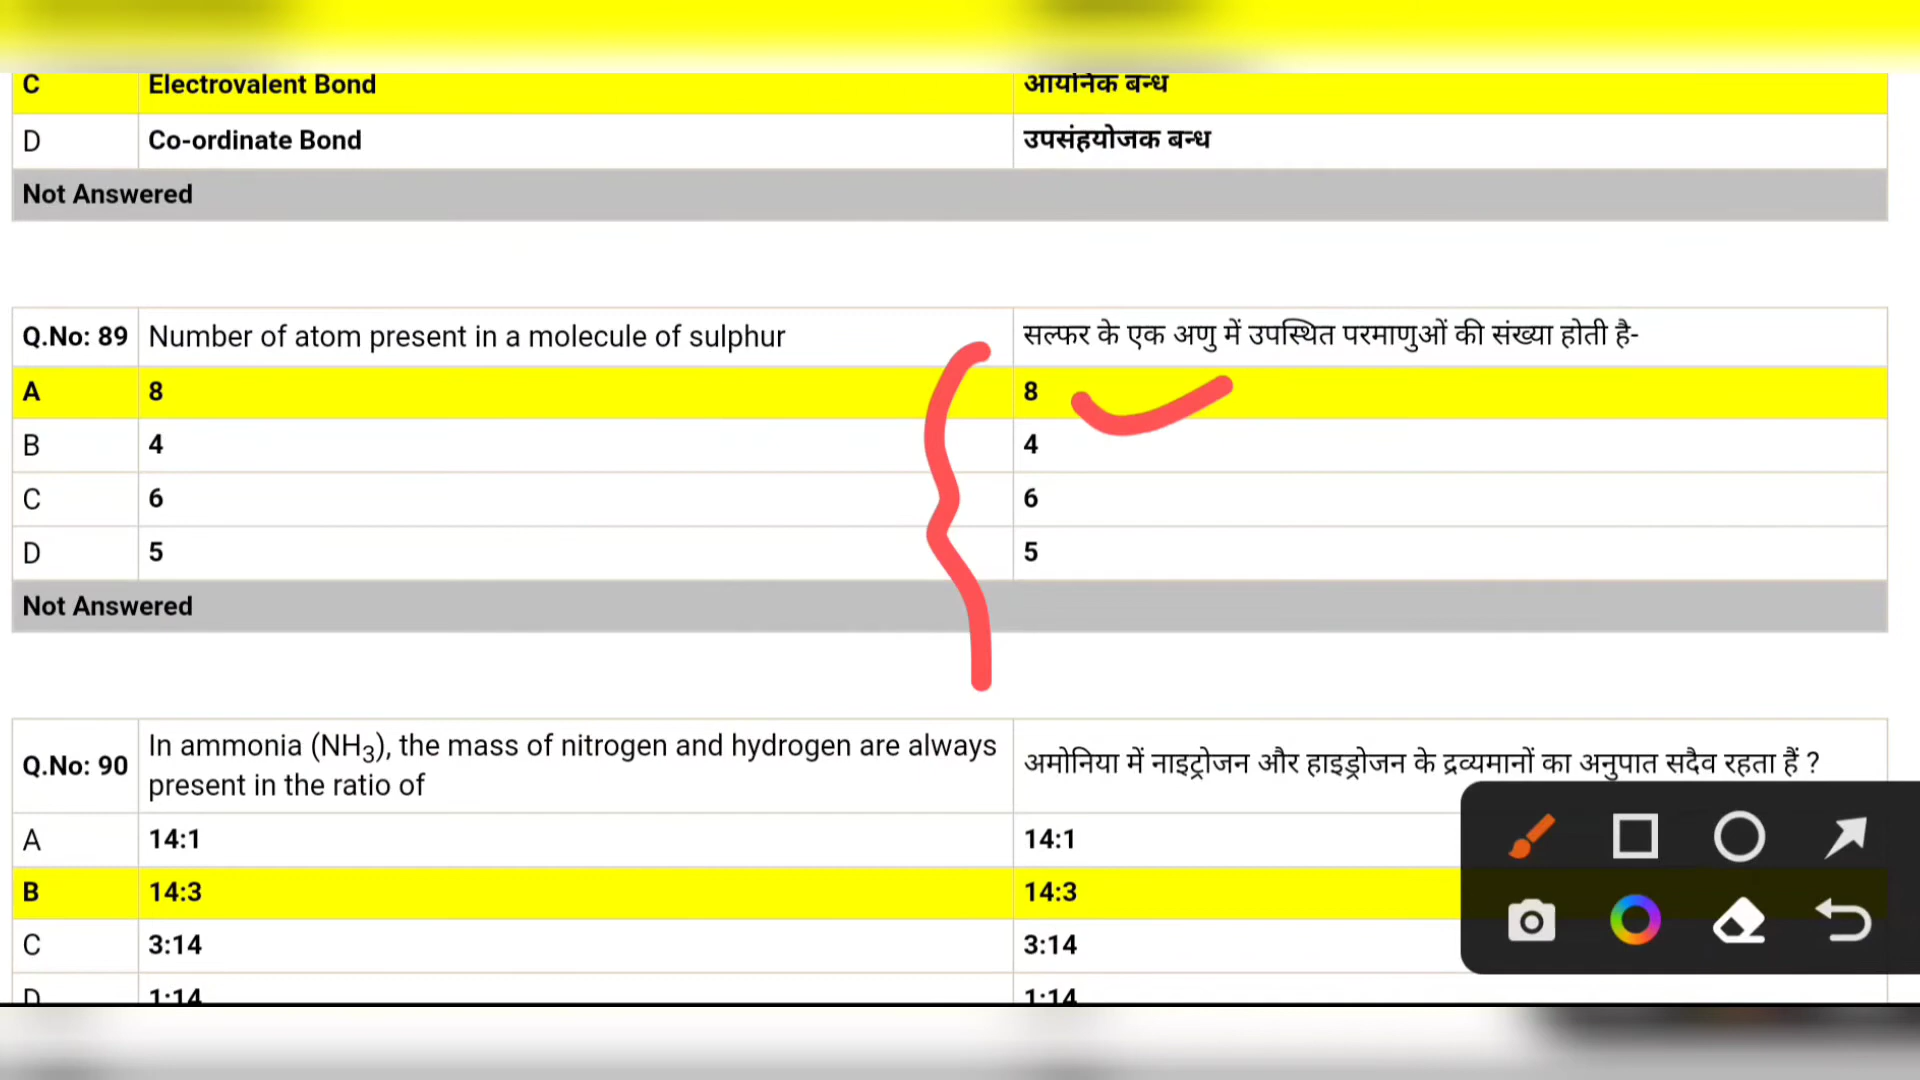 C Electrovalent Bond आयनिक बन्ध
D Co-ordinate Bond उपसंहयोजक बन्ध
Not Answered
Q.No: 89 Number of atom present in a molecule of sulphur सल्फर के एक अणु में उपस्थित परमाणुओं की संख्या होती है-
A 8 8
B 4 4
C 6 6
D 5 5
Not Answered
Q.No: 90 In ammonia (NH₃), the mass of nitrogen and hydrogen are always
present in the ratio of अमोनिया में नाइट्रोजन और हाइड्रोजन के द्रव्यमानों का अनुपात सदैव रहता हैं ?
A 14:1 14:1
B 14:3 14:3
C 3:14 3:14
D 1:14 1:14